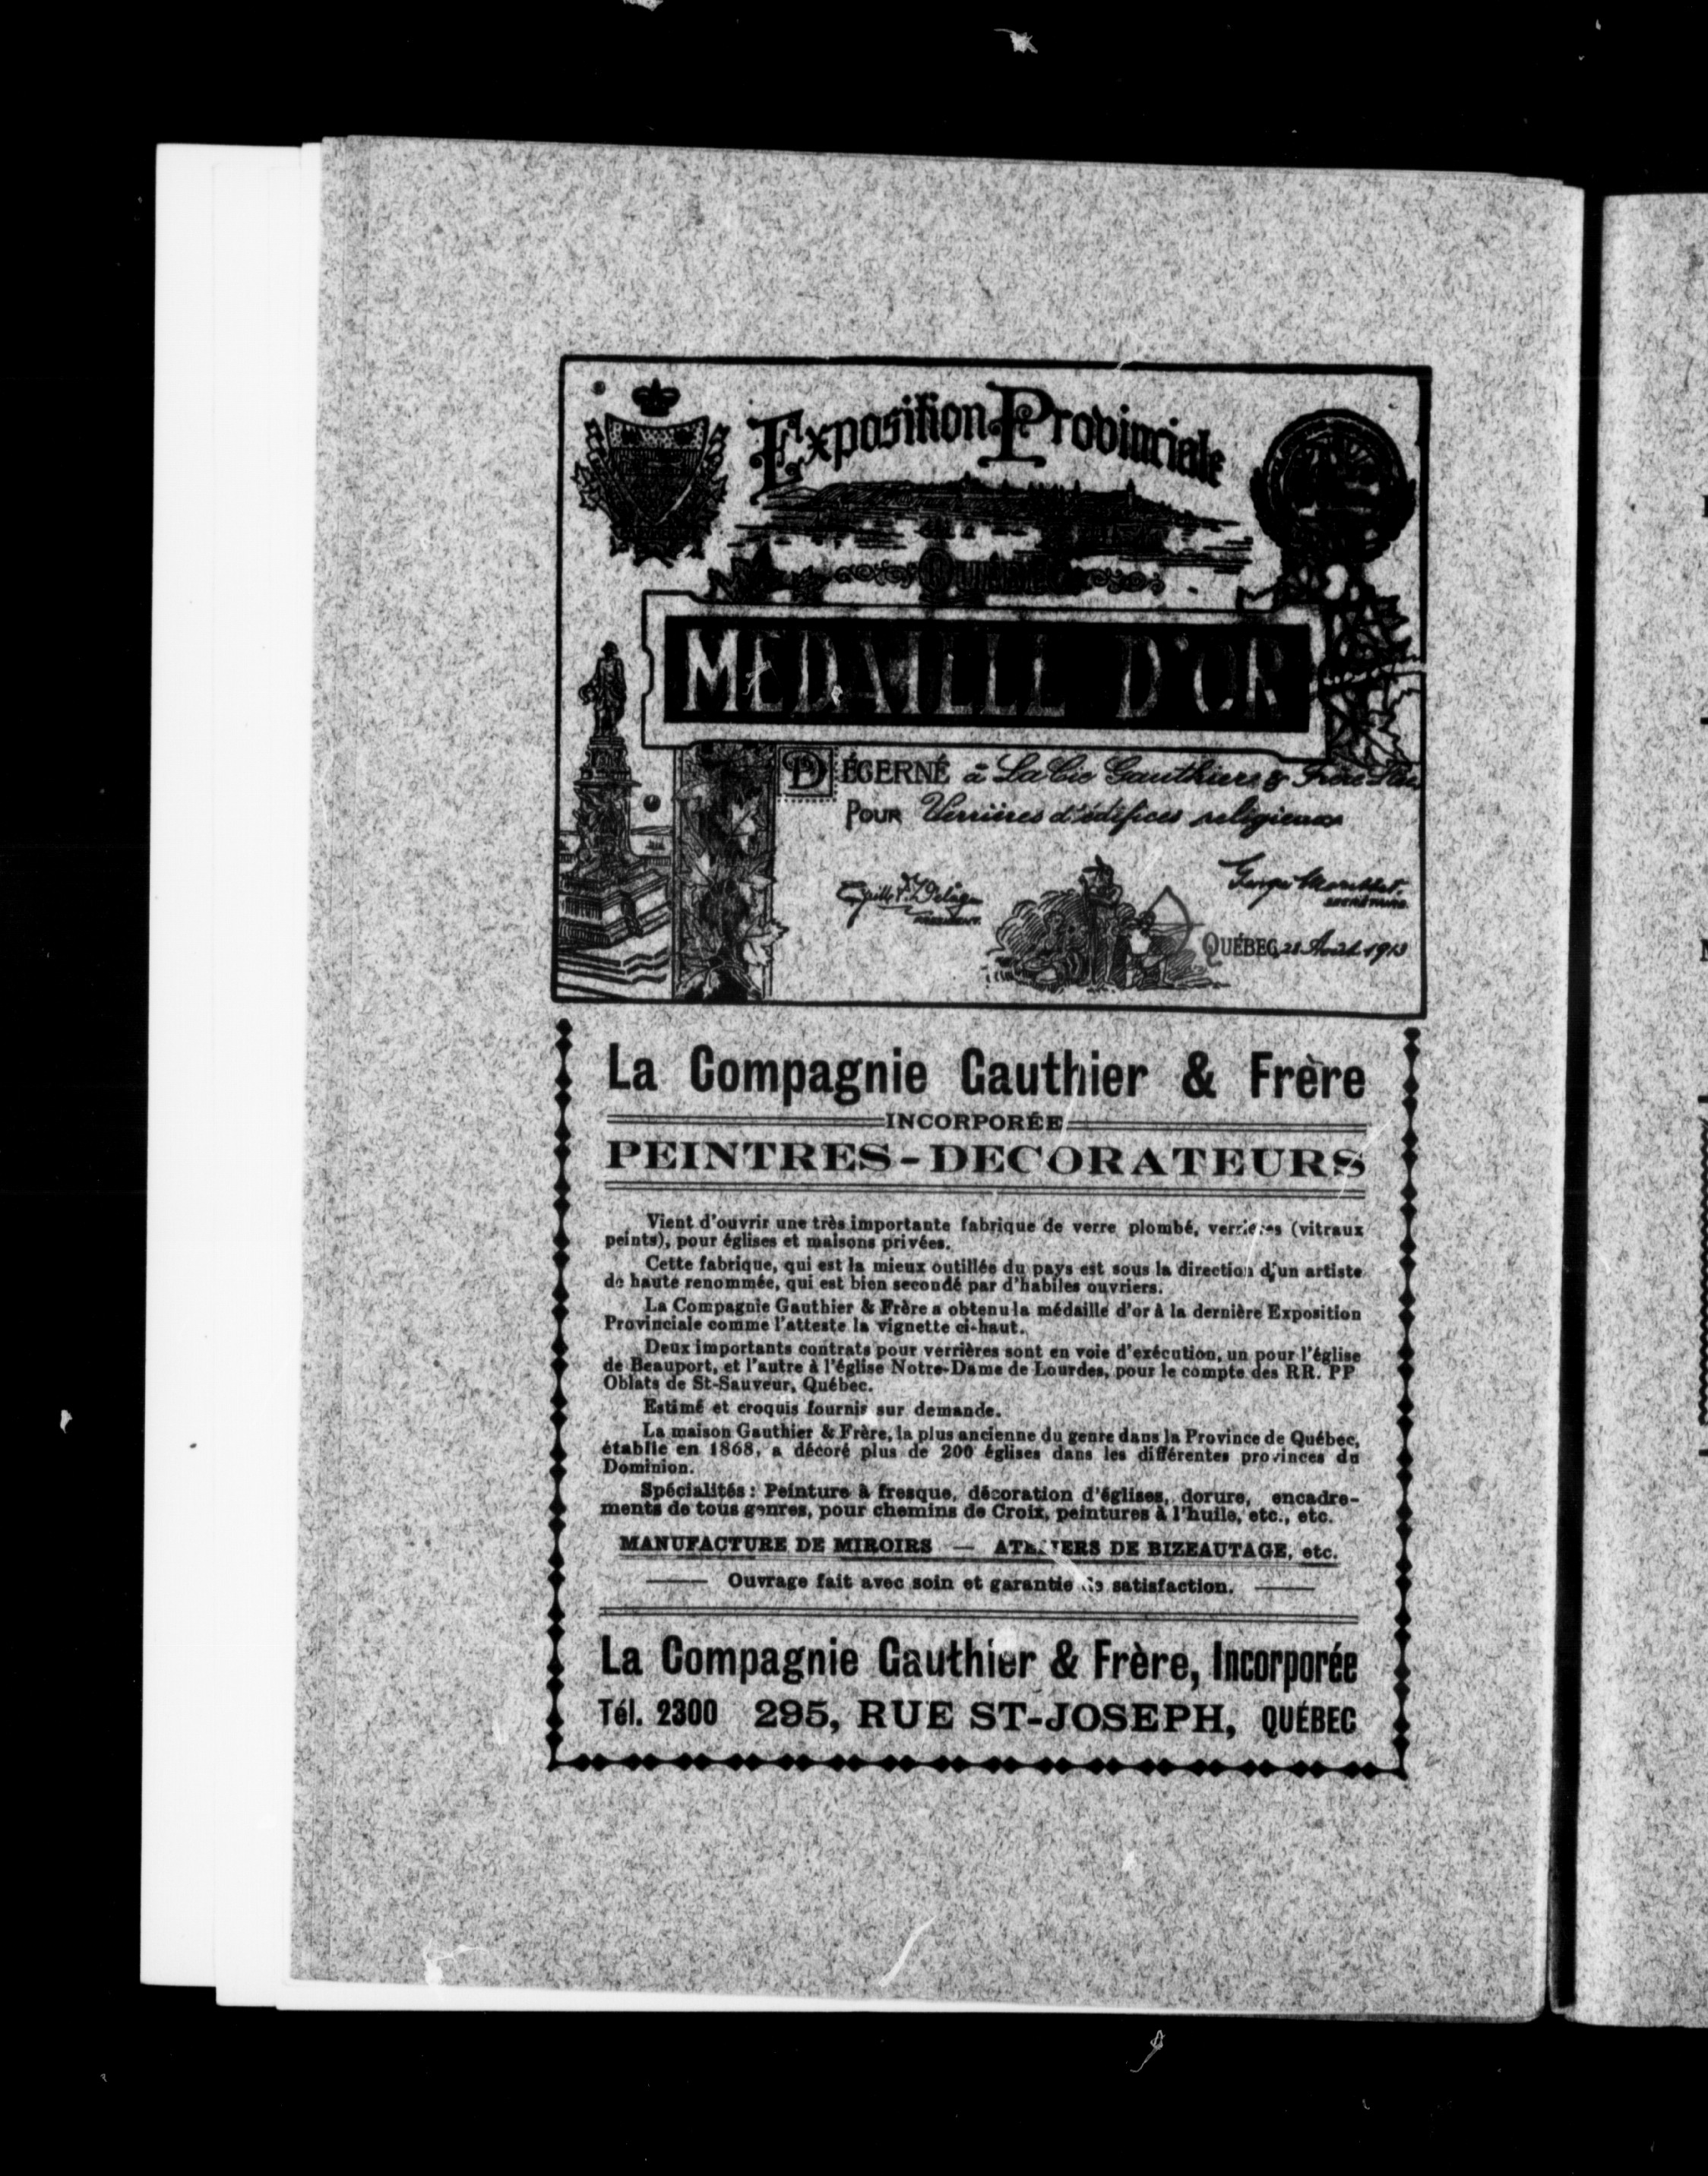 Exposition Provinciale
QUÉBEC
MEDAILLE D'OR
DÉCERNÉ à La Cie Gauthier & Frère
POUR Verrières d'édifices religieux
PRÉSIDENT.
SECRÉTAIRE.
QUÉBEC, 28 Août 1913
La Compagnie Gauthier & Frère
INCORPORÉE
PEINTRES-DECORATEURS
Vient d'ouvrir une très importante fabrique de verre plombé, verrières (vitraux
peints), pour églises et maisons privées.
Cette fabrique, qui est la mieux outillée du pays est sous la direction d'un artiste
de haute renommée, qui est bien secondé par d'habiles ouvriers.
La Compagnie Gauthier & Frère a obtenu la médaille d'or à la dernière Exposition
Provinciale comme l'atteste la vignette ci-haut.
Deux importants contrats pour verrières sont en voie d'exécution, un pour l'église
de Beauport, et l'autre à l'église Notre-Dame de Lourdes, pour le compte des RR. PP
Oblats de St-Sauveur, Québec.
Estimé et croquis fournis sur demande.
La maison Gauthier & Frère, la plus ancienne du genre dans la Province de Québec,
établie en 1868, a décoré plus de 200 églises dans les différentes provinces du
Dominion.
Spécialités : Peinture à fresque, décoration d'églises, dorure, encadre-
ments de tous genres, pour chemins de Croix, peintures à l'huile, etc., etc.
MANUFACTURE DE MIROIRS — ATELIERS DE BIZEAUTAGE, etc.
Ouvrage fait avec soin et garantie de satisfaction.
La Compagnie Gauthier & Frère, Incorporée
Tél. 2300 295, RUE ST-JOSEPH, QUÉBEC